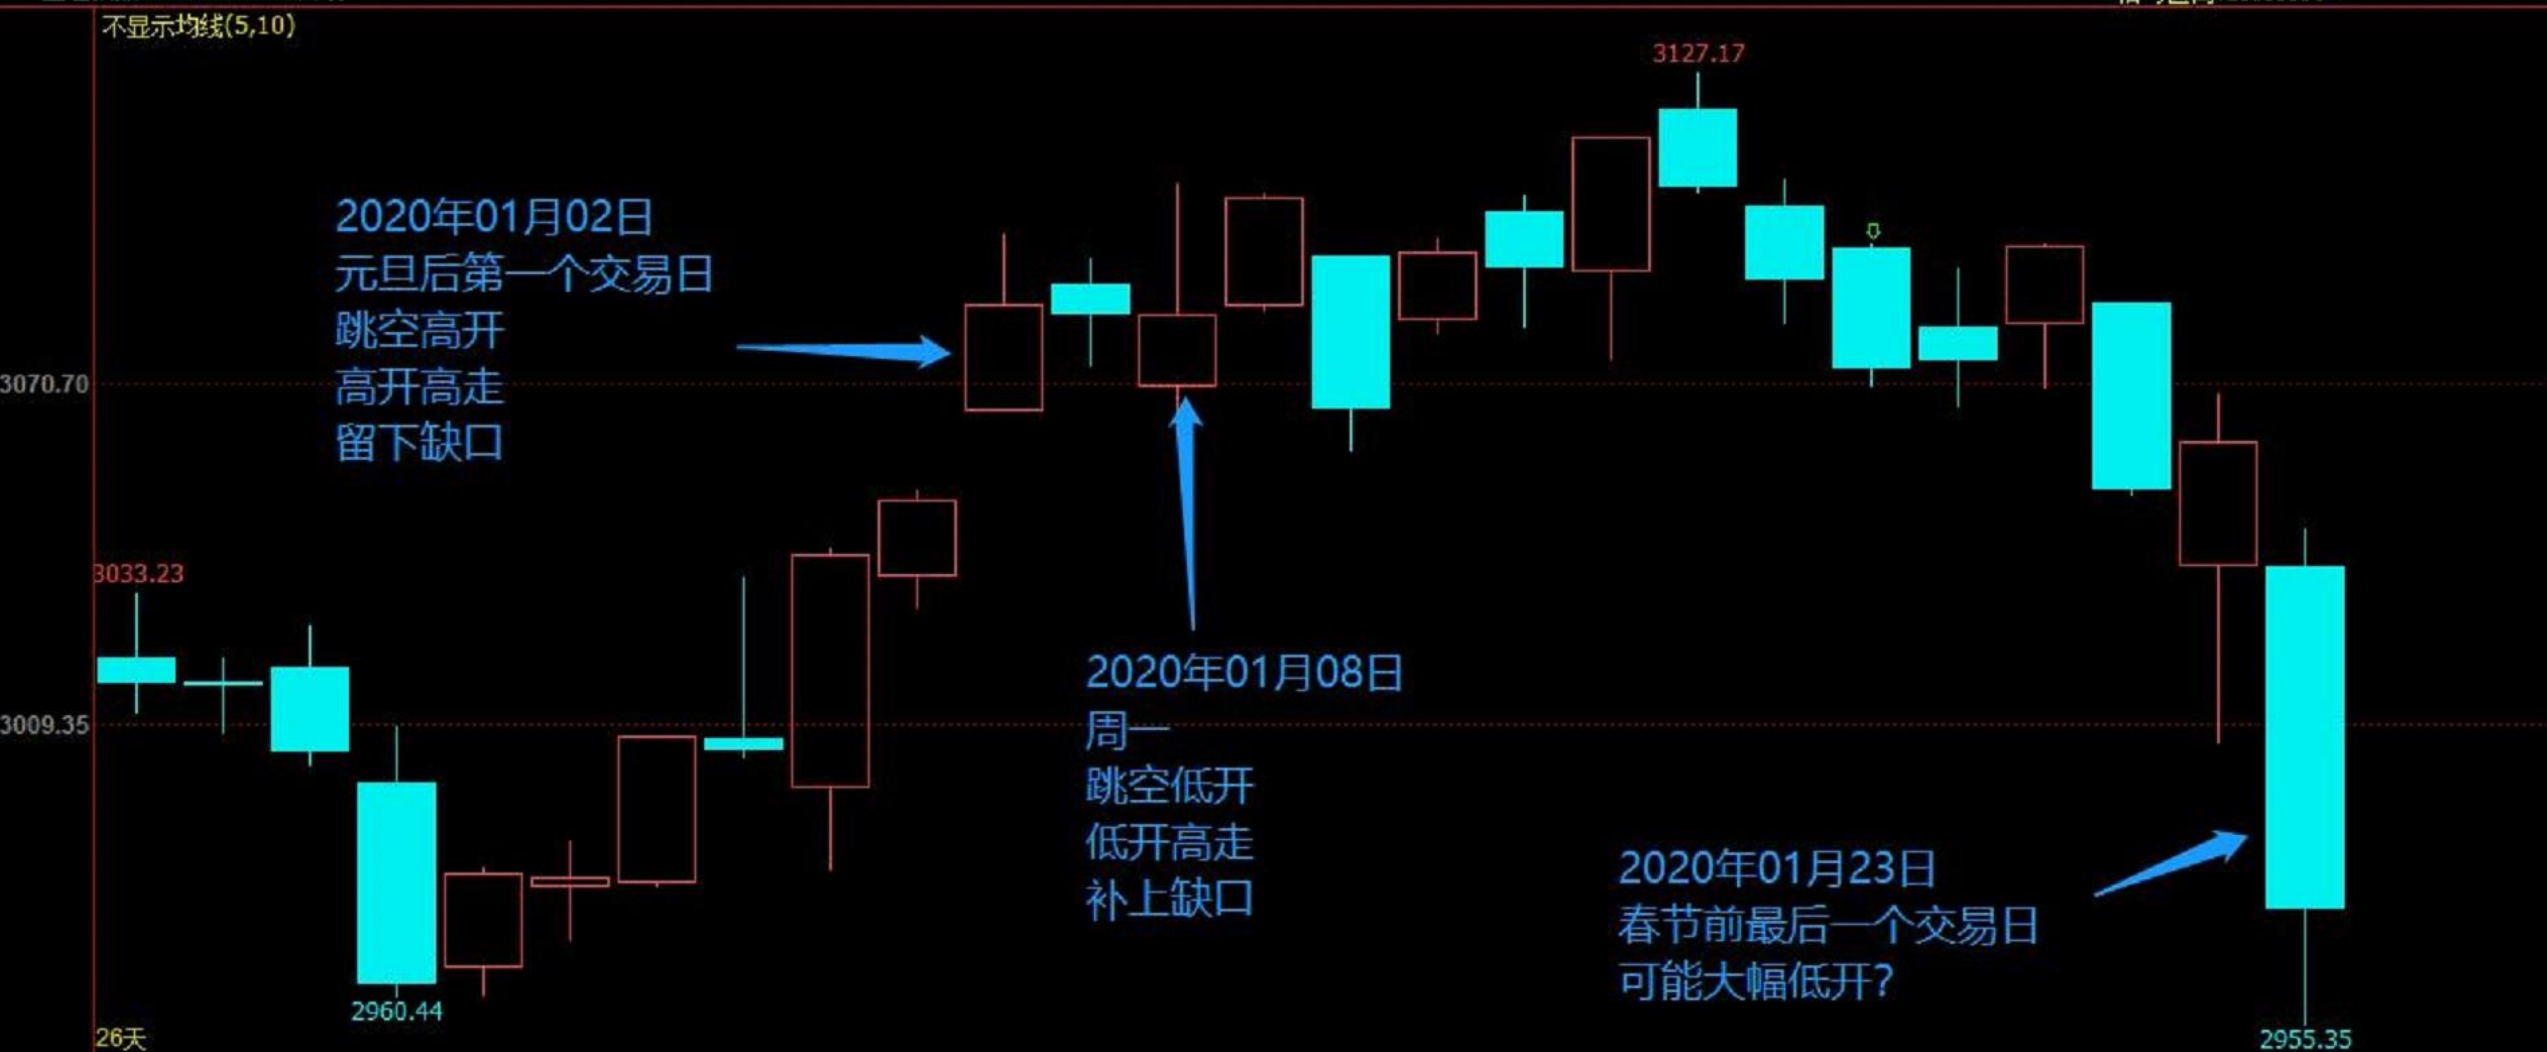 不显示均线(5,10)
3127.17
2020年01月02日
元旦后第一个交易日
跳空高开
高开高走
留下缺口
3070.70
3033.23
3009.35
2020年01月08日
周一
跳空低开
低开高走
补上缺口
2020年01月23日
春节前最后一个交易日
可能大幅低开?
2960.44
26天
2955.35